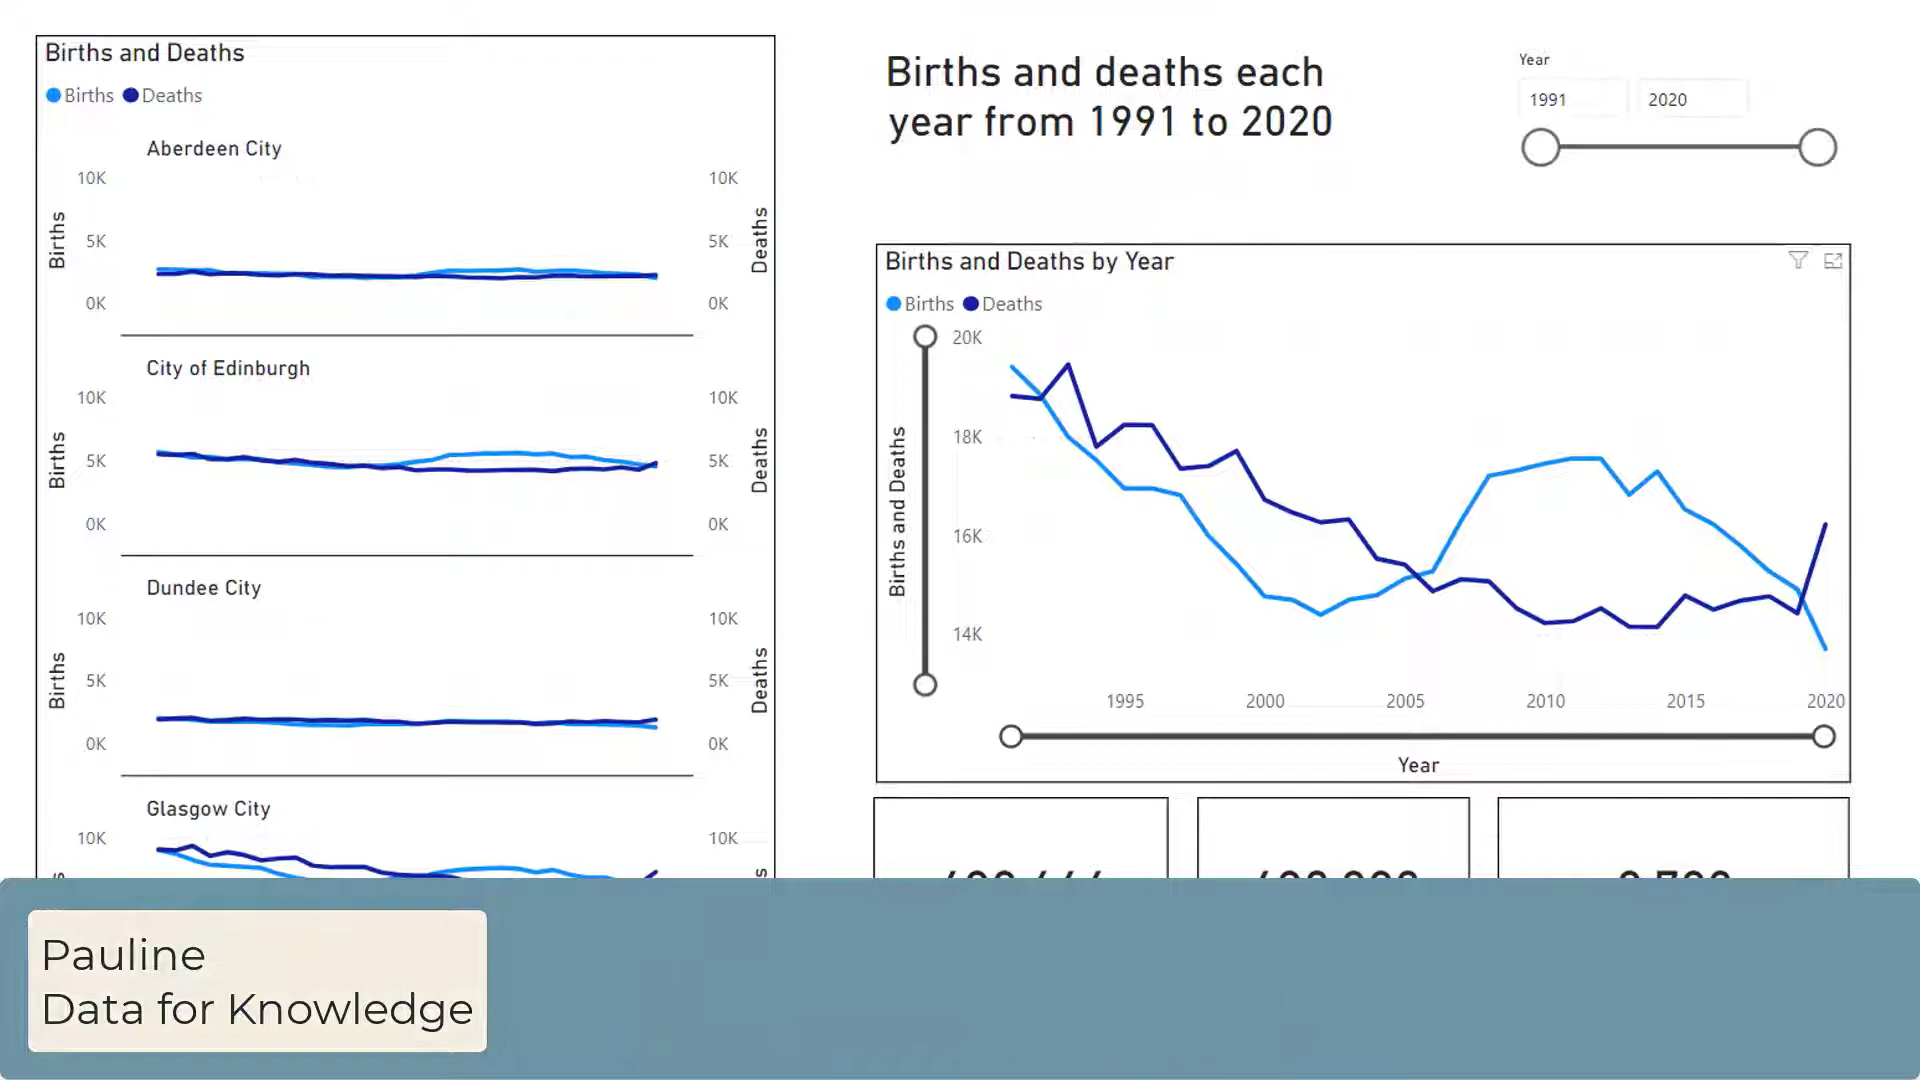 Births and Deaths
Births Deaths
Aberdeen City
10K 10K
5K 5K
0K 0K
Births Deaths
City of Edinburgh
10K 10K
5K 5K
0K 0K
Births Deaths
Dundee City
10K 10K
5K 5K
0K 0K
Births Deaths
Glasgow City
10K 10K
Births and deaths each
year from 1991 to 2020
Year
1991 2020
Births and Deaths by Year
Births Deaths
20K
18K
16K
14K
Births and Deaths
1995 2000 2005 2010 2015 2020
Year
Pauline
Data for Knowledge